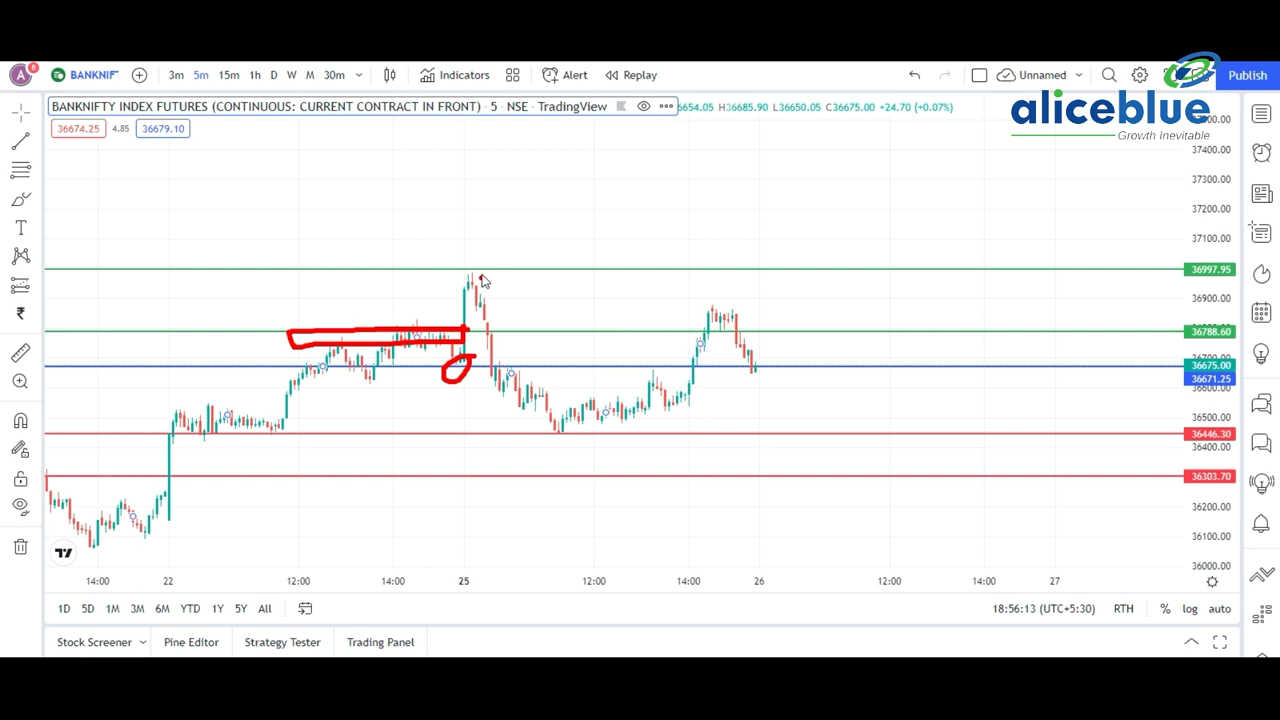 A
8
BANKNIF
3m 5m 15m 1h D W M 30m
Indicators
Alert
Replay
Unnamed
Publish
BANKNIFTY INDEX FUTURES (CONTINUOUS: CURRENT CONTRACT IN FRONT) · 5 · NSE · TradingView
6654.05 H36685.90 L36650.05 C36675.00 +24.70 (+0.07%)
36674.25 4.85 36679.10
aliceblue
Growth Inevitable
37400.00
37300.00
37200.00
37100.00
36997.95
36900.00
36788.60
36675.00
36671.25
36500.00
36446.30
36400.00
36303.70
36200.00
36100.00
36000.00
14:00 22 12:00 14:00 25 12:00 14:00 26 12:00 14:00 27
1D 5D 1M 3M 6M YTD 1Y 5Y All
18:56:13 (UTC+5:30) RTH % log auto
Stock Screener Pine Editor Strategy Tester Trading Panel